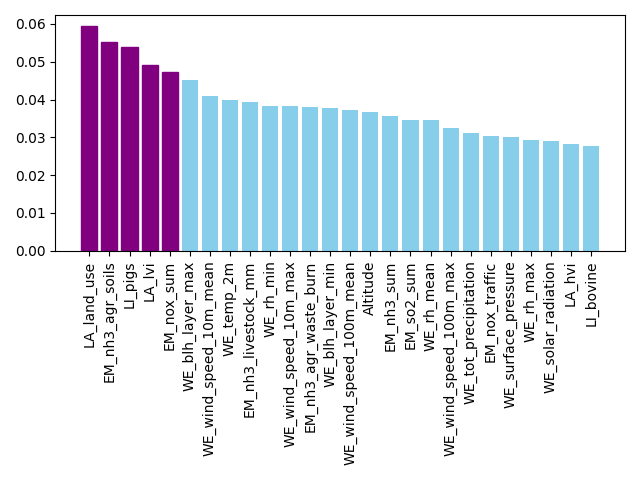 0.06
0.05
0.04
0.03
0.02
0.01
0.00
LA_land_use
EM_nh3_agr_soils
LI_pigs
LA_lvi
EM_nox_sum
WE_blh_layer_max
WE_wind_speed_10m_mean
WE_temp_2m
EM_nh3_livestock_mm
WE_rh_min
WE_wind_speed_10m_max
EM_nh3_agr_waste_burn
WE_blh_layer_min
WE_wind_speed_100m_mean
Altitude
EM_nh3_sum
EM_so2_sum
WE_rh_mean
WE_wind_speed_100m_max
WE_tot_precipitation
EM_nox_traffic
WE_surface_pressure
WE_rh_max
WE_solar_radiation
LA_hvi
LI_bovine